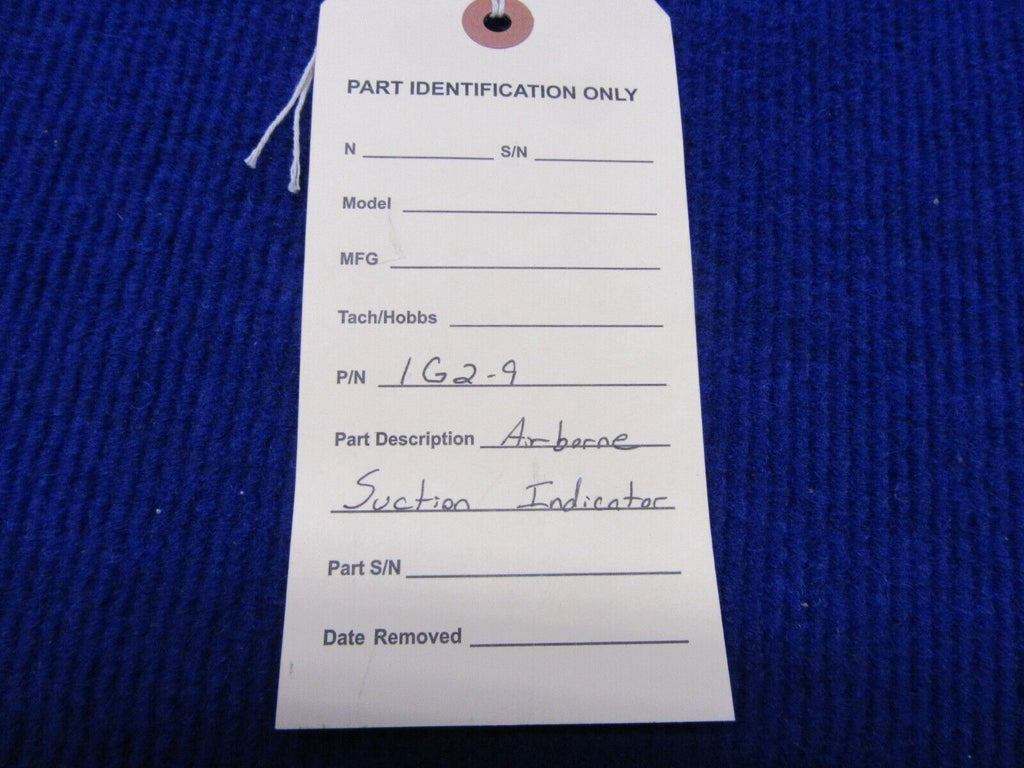 PART IDENTIFICATION ONLY
N S/N
Model
MFG
Tach/Hobbs
P/N 1G2-9
Part Description Airborne
Suction Indicator
Part S/N
Date Removed